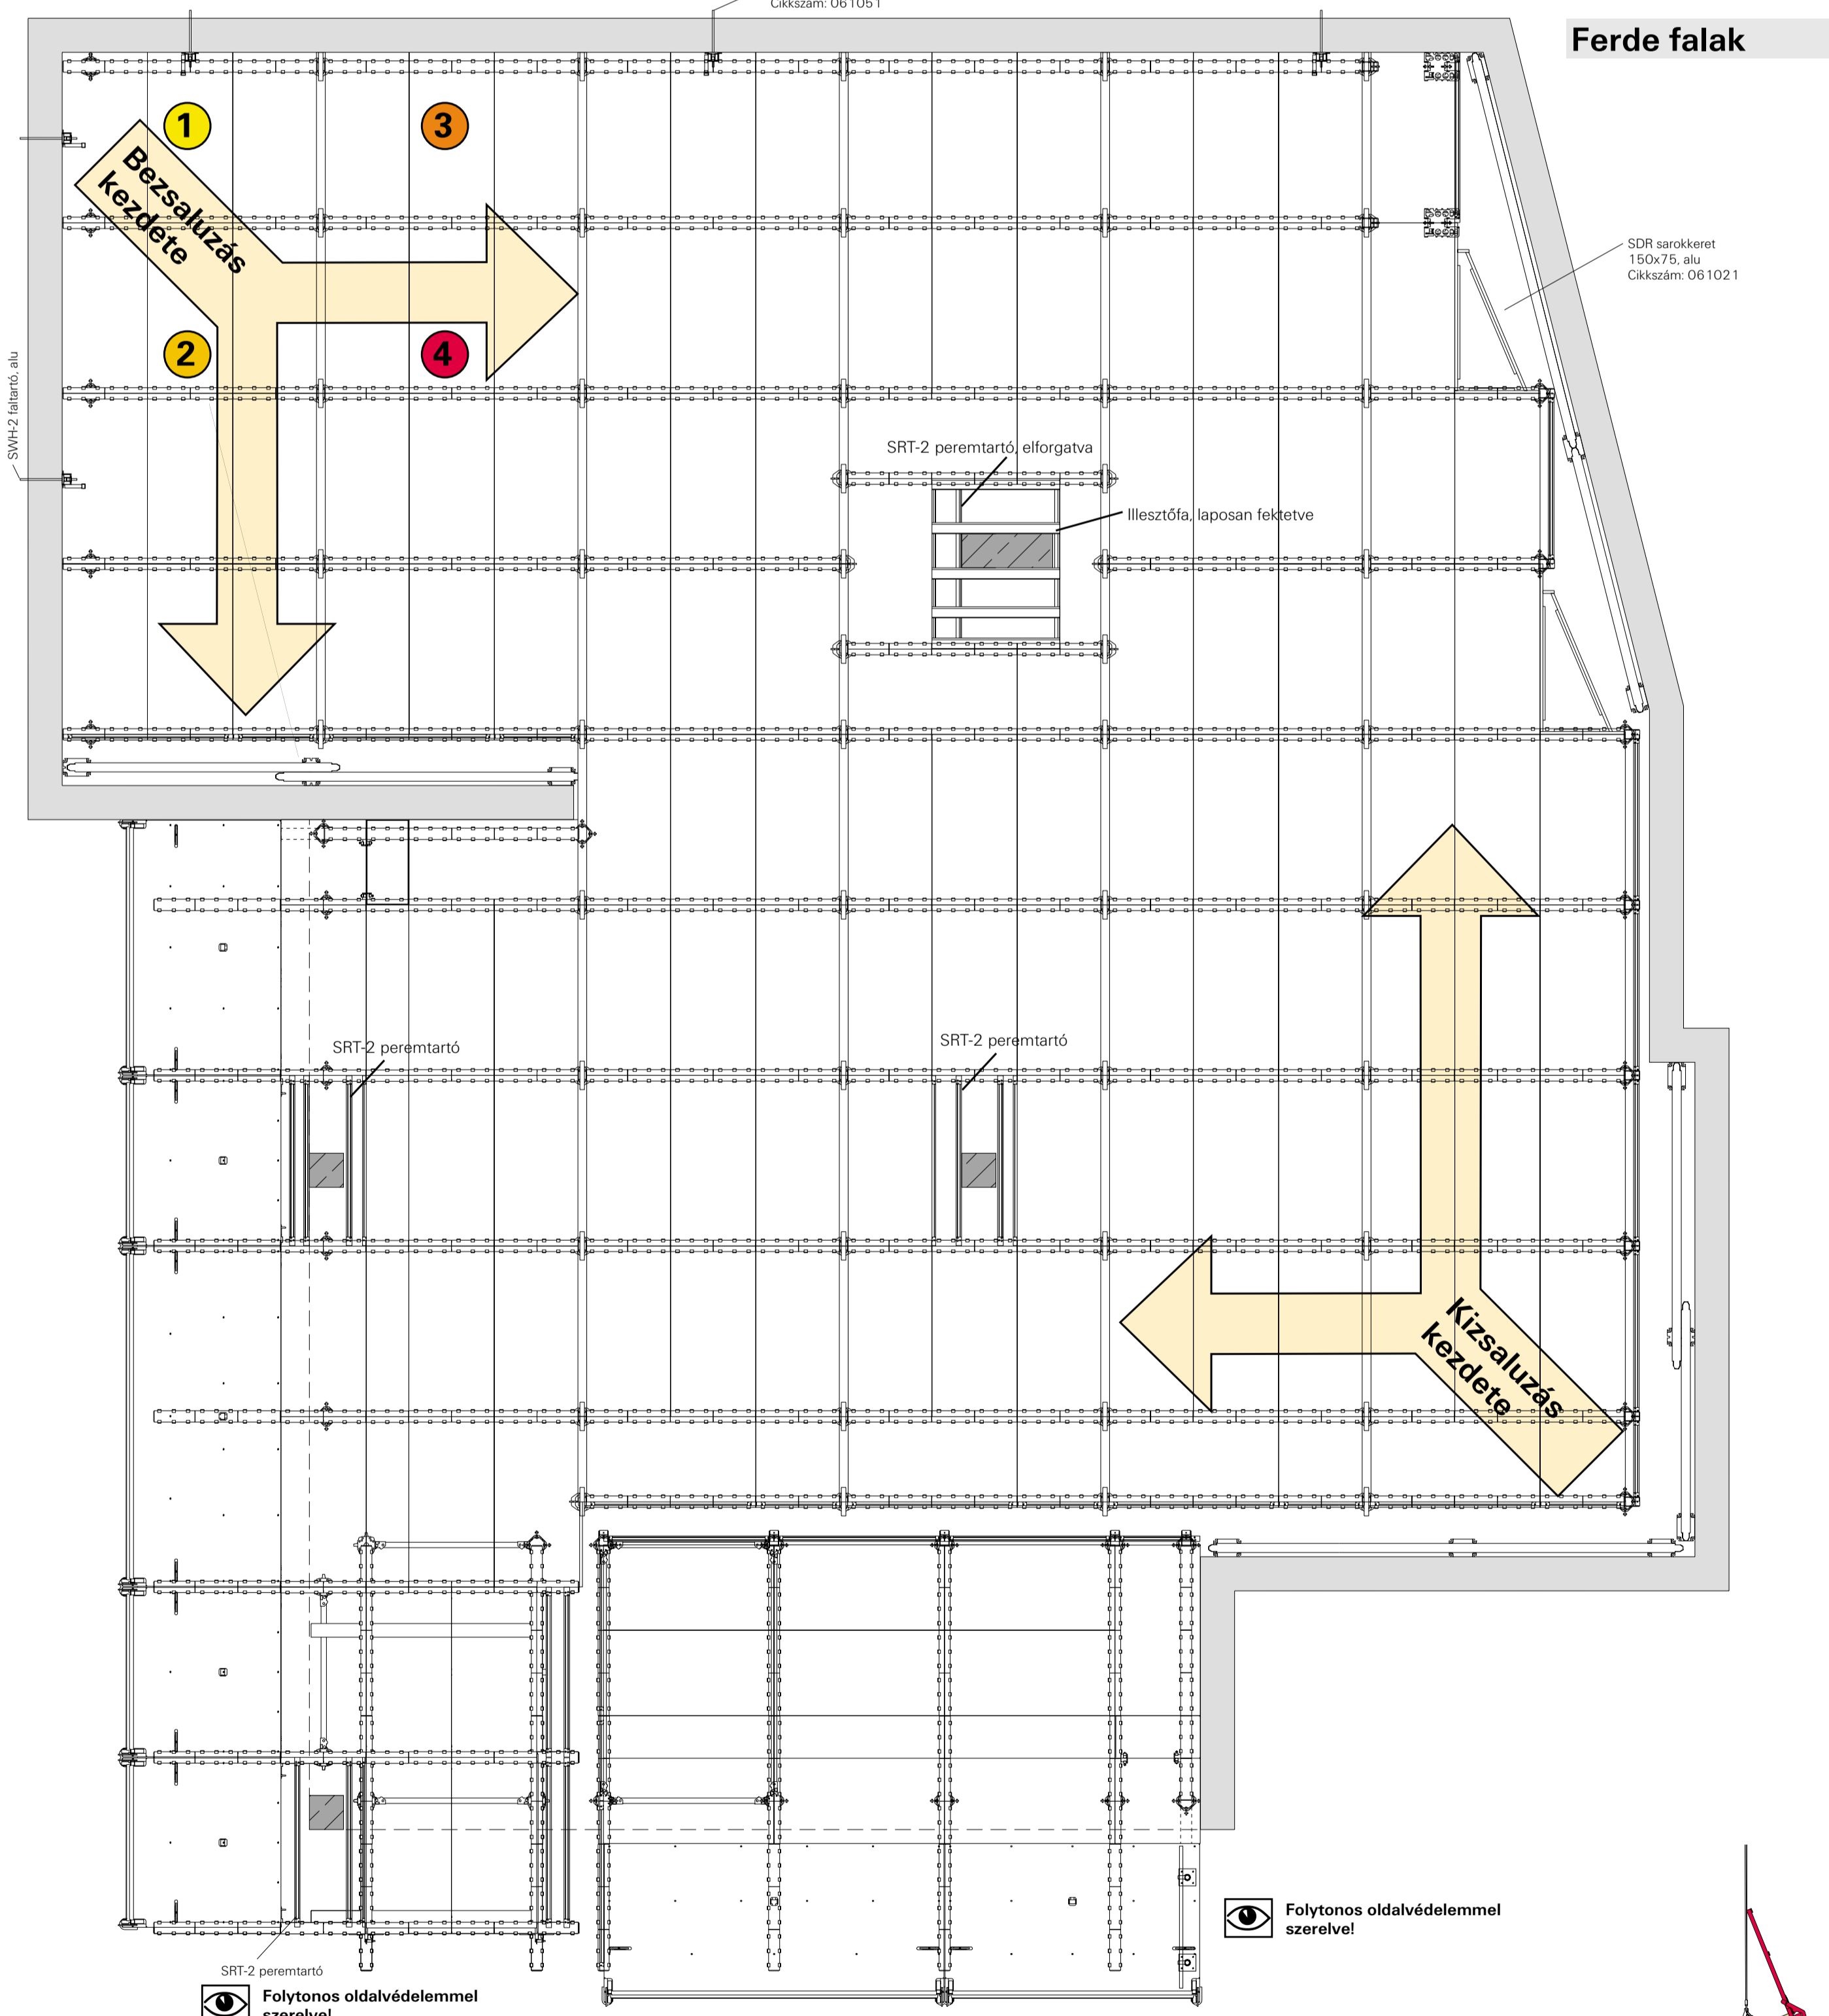 Cikkszám: 061051
Ferde falak
1
3
Bezsaluzás
kezdete
SDR sarokkeret
150x75, alu
Cikkszám: 061021
2
4
SWH-2 faltartó, alu
SRT-2 peremtartó, elforgatva
Illesztőfa, laposan fektetve
SRT-2 peremtartó
SRT-2 peremtartó
Kizsaluzás
kezdete
Folytonos oldalvédelemmel
szerelve!
SRT-2 peremtartó
Folytonos oldalvédelemmel
szerelve!